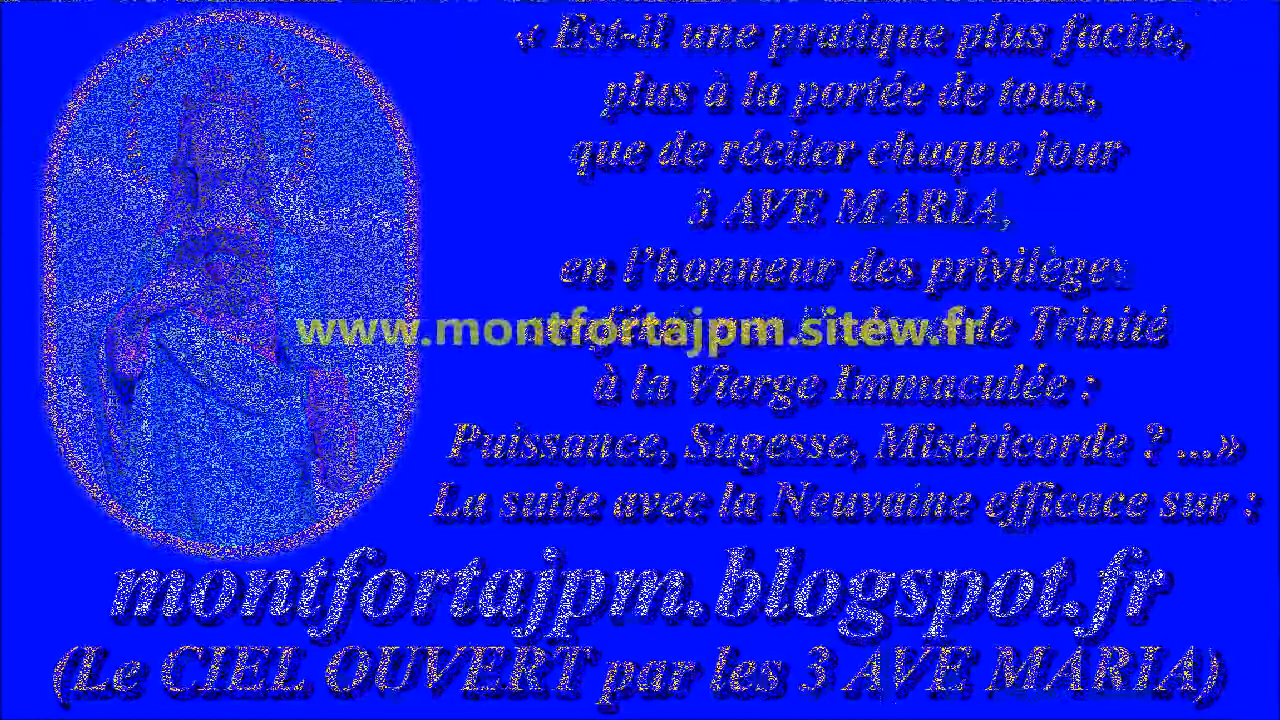 « Est-il une pratique plus facile,
plus à la portée de tous,
que de réciter chaque jour
3 AVE MARIA,
en l'honneur des privilèges
de Trinité
www.montfortajpm.sitew.fr
à la Vierge Immaculée :
Puissance, Sagesse, Miséricorde ? ...»
La suite avec la Neuvaine efficace sur :
montfortajpm.blogspot.fr
(Le CIEL OUVERT par les 3 AVE MARIA)